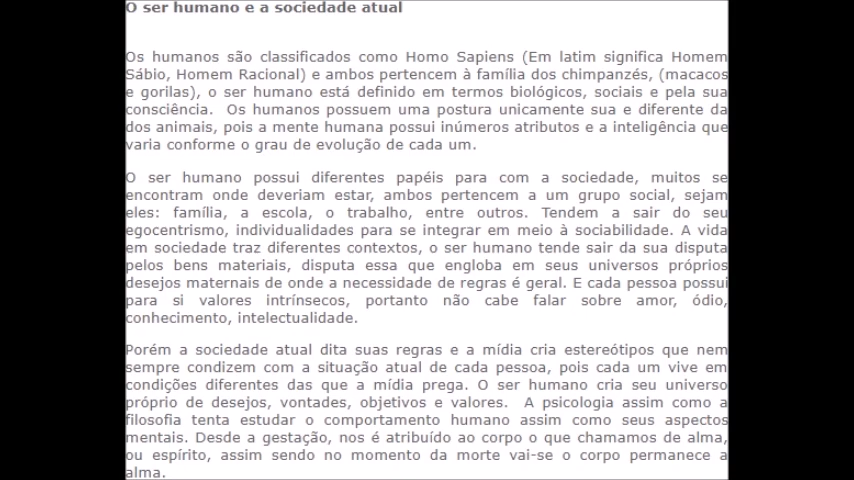 O ser humano e a sociedade atual
Os humanos são classificados como Homo Sapiens (Em latim significa Homem
Sábio, Homem Racional) e ambos pertencem à família dos chimpanzés, (macacos
e gorilas), o ser humano está definido em termos biológicos, sociais e pela sua
consciência. Os humanos possuem uma postura unicamente sua e diferente da
dos animais, pois a mente humana possui inúmeros atributos e a inteligência que
varia conforme o grau de evolução de cada um.
O ser humano possui diferentes papéis para com a sociedade, muitos se
encontram onde deveriam estar, ambos pertencem a um grupo social, sejam
eles: família, a escola, o trabalho, entre outros. Tendem a sair do seu
egocentrismo, individualidades para se integrar em meio à sociabilidade. A vida
em sociedade traz diferentes contextos, o ser humano tende sair da sua disputa
pelos bens materiais, disputa essa que engloba em seus universos próprios
desejos maternais de onde a necessidade de regras é geral. E cada pessoa possui
para si valores intrínsecos, portanto não cabe falar sobre amor, ódio,
conhecimento, intelectualidade.
Porém a sociedade atual dita suas regras e a mídia cria estereótipos que nem
sempre condizem com a situação atual de cada pessoa, pois cada um vive em
condições diferentes das que a mídia prega. O ser humano cria seu universo
próprio de desejos, vontades, objetivos e valores. A psicologia assim como a
filosofia tenta estudar o comportamento humano assim como seus aspectos
mentais. Desde a gestação, nos é atribuído ao corpo o que chamamos de alma,
ou espírito, assim sendo no momento da morte vai-se o corpo permanece a
alma.